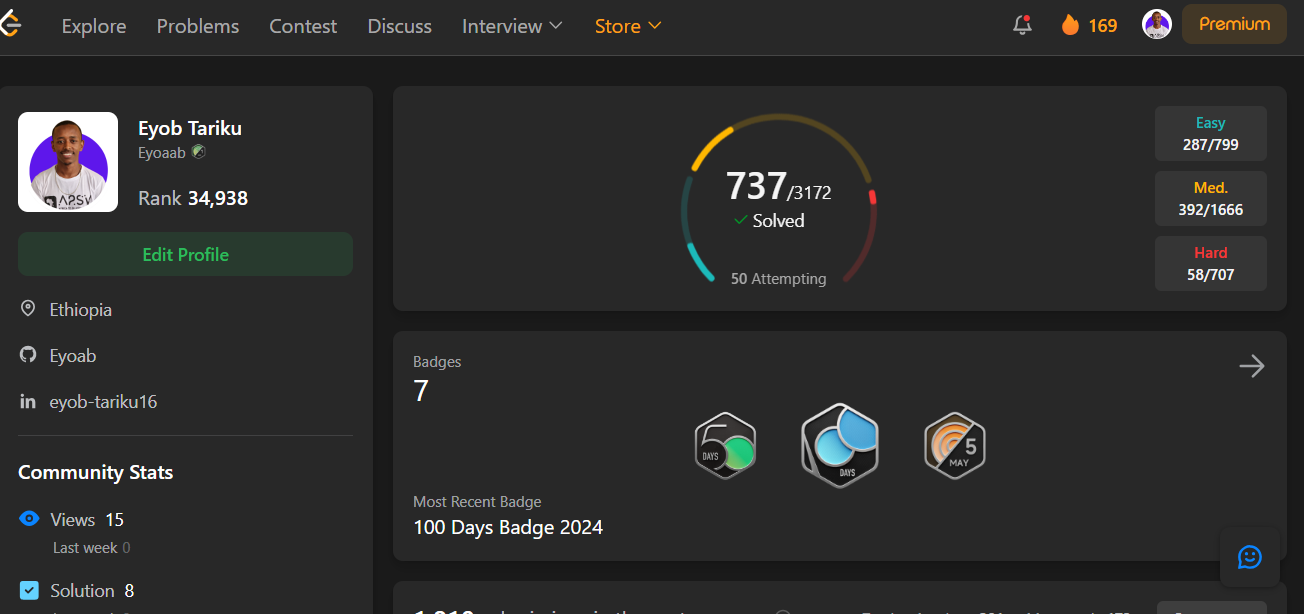 Explore Problems Contest Discuss Interview Store 169 Premium
Eyob Tariku
Eyoaab
Rank 34,938
Edit Profile
Ethiopia
Eyoab
in eyob-tariku16
Community Stats
Views 15
Last week 0
Solution 8
737/3172
Solved
50 Attempting
Easy
287/799
Med.
392/1666
Hard
58/707
Badges
7
DAYS
DAYS
5
MAY
Most Recent Badge
100 Days Badge 2024